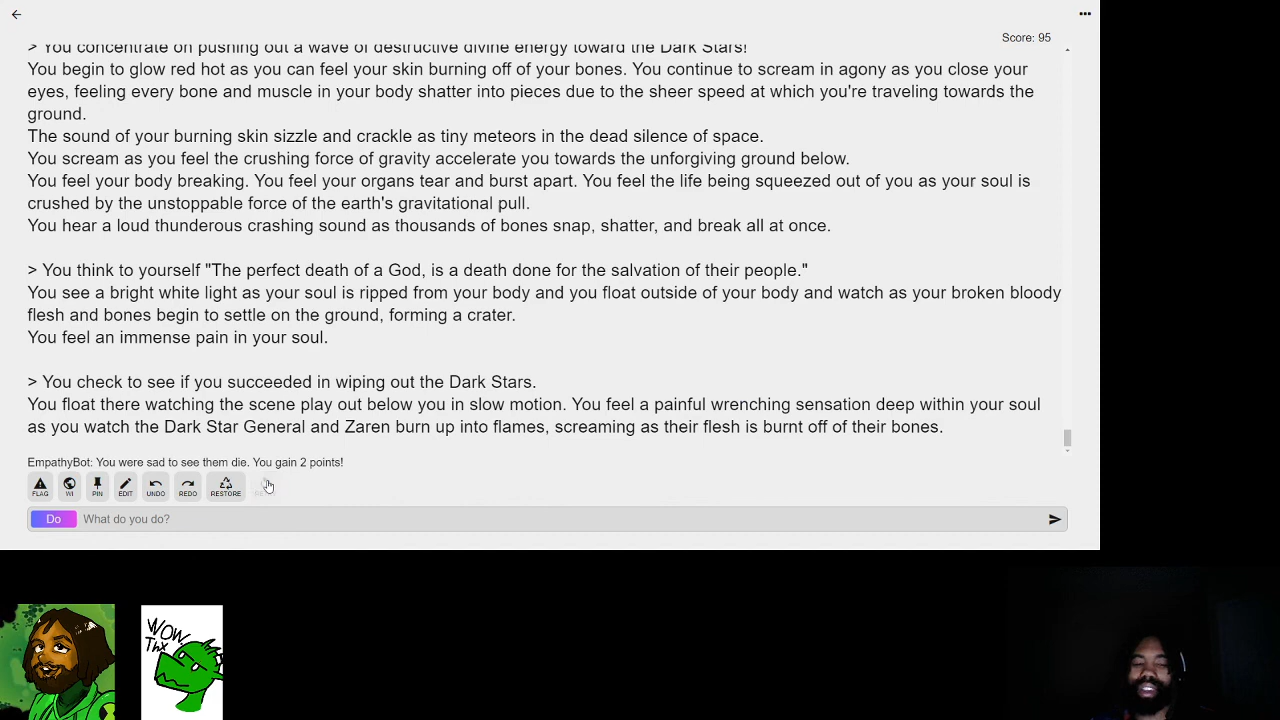 •••
Score: 95
> You concentrate on pushing out a wave of destructive divine energy toward the Dark Stars!
You begin to glow red hot as you can feel your skin burning off of your bones. You continue to scream in agony as you close your
eyes, feeling every bone and muscle in your body shatter into pieces due to the sheer speed at which you're traveling towards the
ground.
The sound of your burning skin sizzle and crackle as tiny meteors in the dead silence of space.
You scream as you feel the crushing force of gravity accelerate you towards the unforgiving ground below.
You feel your body breaking. You feel your organs tear and burst apart. You feel the life being squeezed out of you as your soul is
crushed by the unstoppable force of the earth's gravitational pull.
You hear a loud thunderous crashing sound as thousands of bones snap, shatter, and break all at once.
> You think to yourself "The perfect death of a God, is a death done for the salvation of their people."
You see a bright white light as your soul is ripped from your body and you float outside of your body and watch as your broken bloody
flesh and bones begin to settle on the ground, forming a crater.
You feel an immense pain in your soul.
> You check to see if you succeeded in wiping out the Dark Stars.
You float there watching the scene play out below you in slow motion. You feel a painful wrenching sensation deep within your soul
as you watch the Dark Star General and Zaren burn up into flames, screaming as their flesh is burnt off of their bones.
EmpathyBot: You were sad to see them die. You gain 2 points!
FLAG WI PIN EDIT UNDO REDO RESTORE
Do What do you do?
WOW
Thx